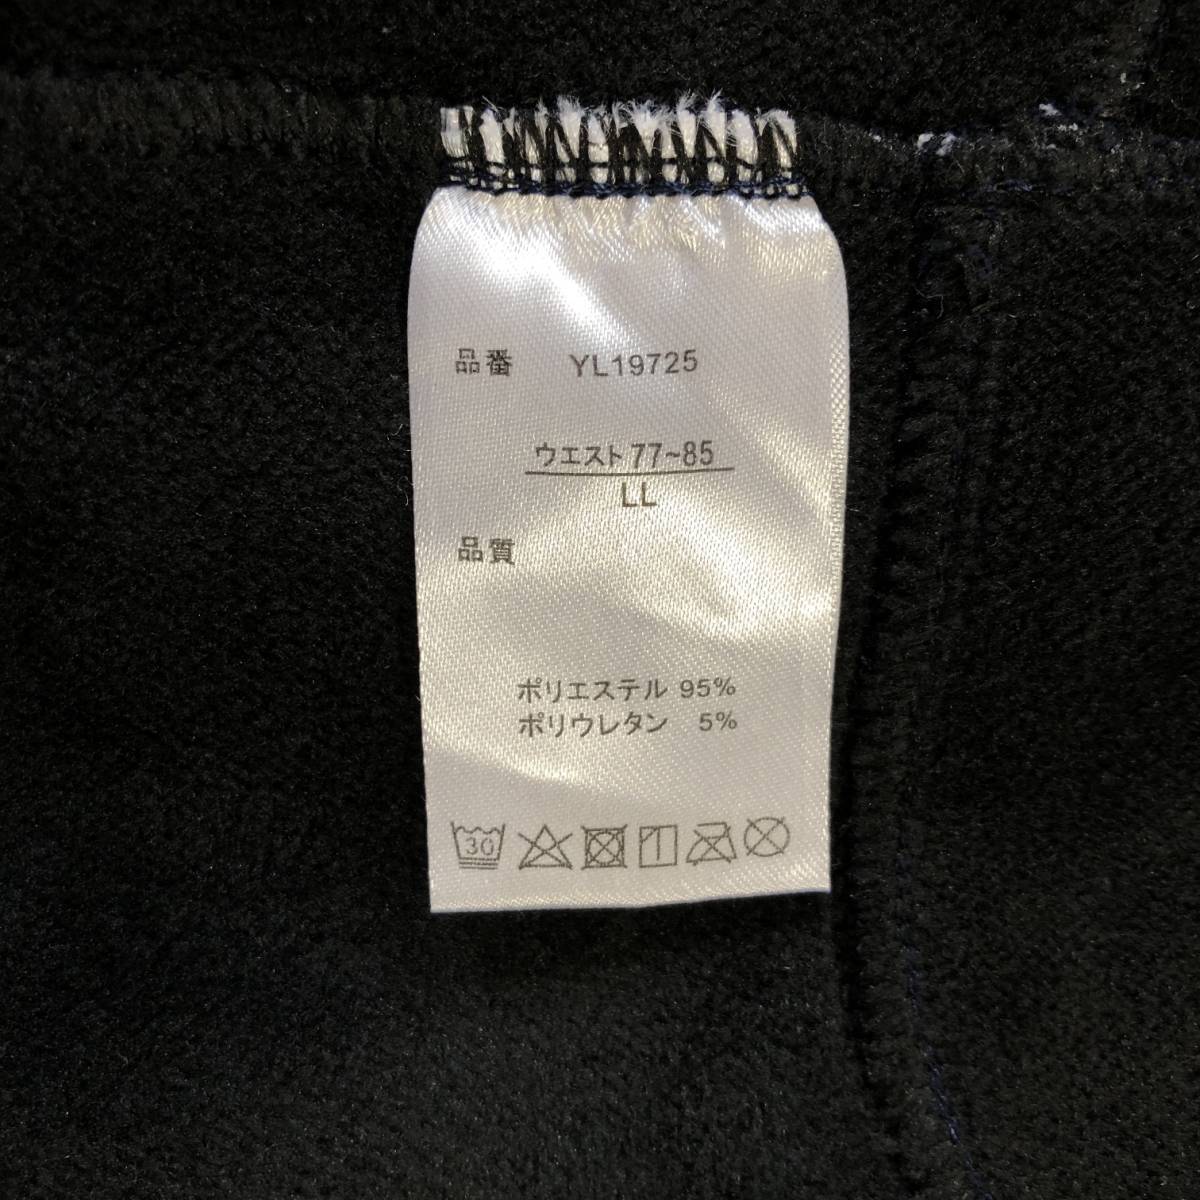 品番 YL19725
ウエスト77~85
LL
品質
ポリエステル 95%
ポリウレタン 5%
30